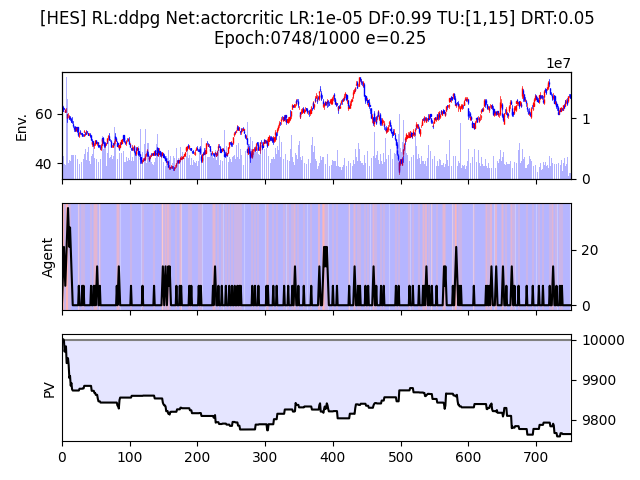 [HES] RL:ddpg Net:actorcritic LR:1e-05 DF:0.99 TU:[1,15] DRT:0.05
Epoch:0748/1000 e=0.25
1e7
Env.
60
40
1
0
Agent
20
0
PV
10000
9900
9800
0 100 200 300 400 500 600 700